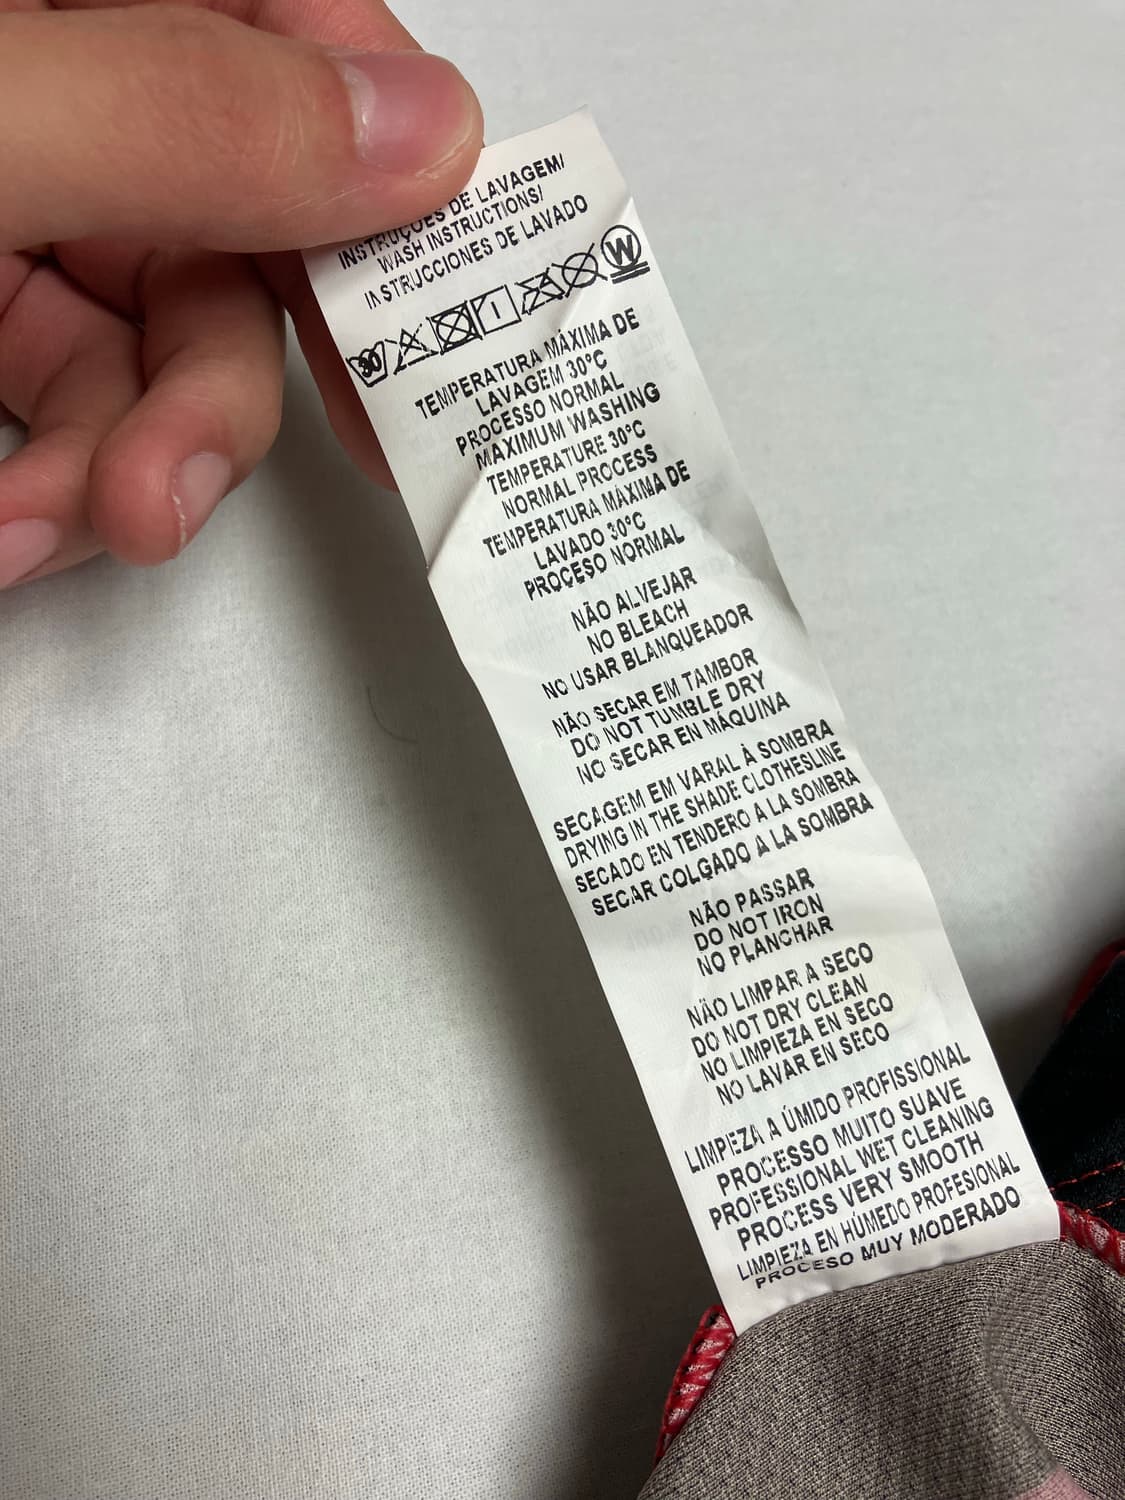 INSTRUÇÕES DE LAVAGEM/
WASH INSTRUCTIONS/
INSTRUCCIONES DE LAVADO
30 W
TEMPERATURA MÁXIMA DE
LAVAGEM 30°C
PROCESSO NORMAL
MAXIMUM WASHING
TEMPERATURE 30°C
NORMAL PROCESS
TEMPERATURA MÁXIMA DE
LAVADO 30°C
PROCESO NORMAL
NÃO ALVEJAR
NO BLEACH
NO USAR BLANQUEADOR
NÃO SECAR EM TAMBOR
DO NOT TUMBLE DRY
NO SECAR EN MÁQUINA
SECAGEM EM VARAL À SOMBRA
DRYING IN THE SHADE CLOTHESLINE
SECADO EN TENDERO A LA SOMBRA
SECAR COLGADO A LA SOMBRA
NÃO PASSAR
DO NOT IRON
NO PLANCHAR
NÃO LIMPAR A SECO
DO NOT DRY CLEAN
NO LIMPIEZA EN SECO
NO LAVAR EN SECO
LIMPIEZA A ÚMIDO PROFISSIONAL
PROCESSO MUITO SUAVE
PROFESSIONAL WET CLEANING
PROCESS VERY SMOOTH
LIMPIEZA EN HÚMEDO PROFESIONAL
PROCESO MUY MODERADO